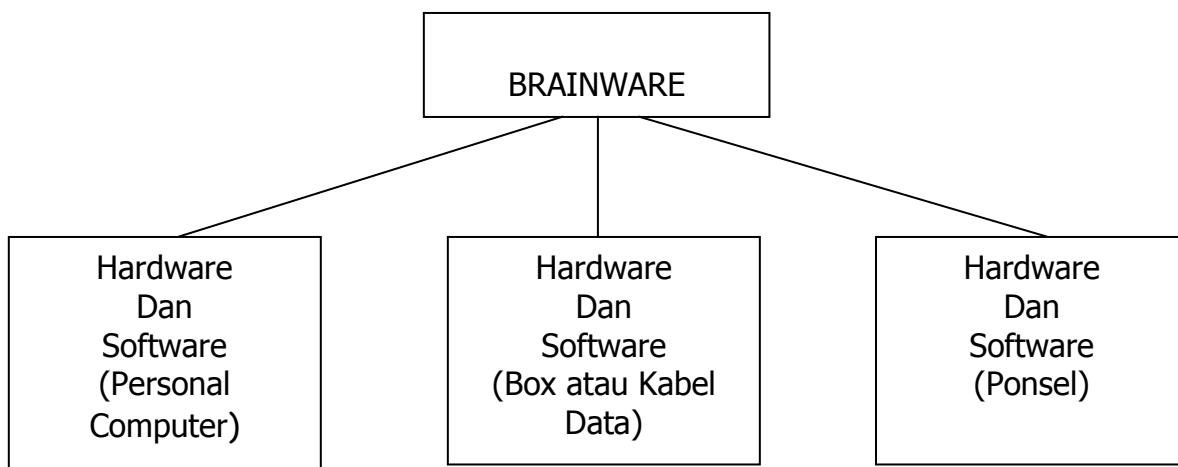 BRAINWARE
Hardware
Dan
Software
(Personal
Computer)
Hardware
Dan
Software
(Box atau Kabel
Data)
Hardware
Dan
Software
(Ponsel)